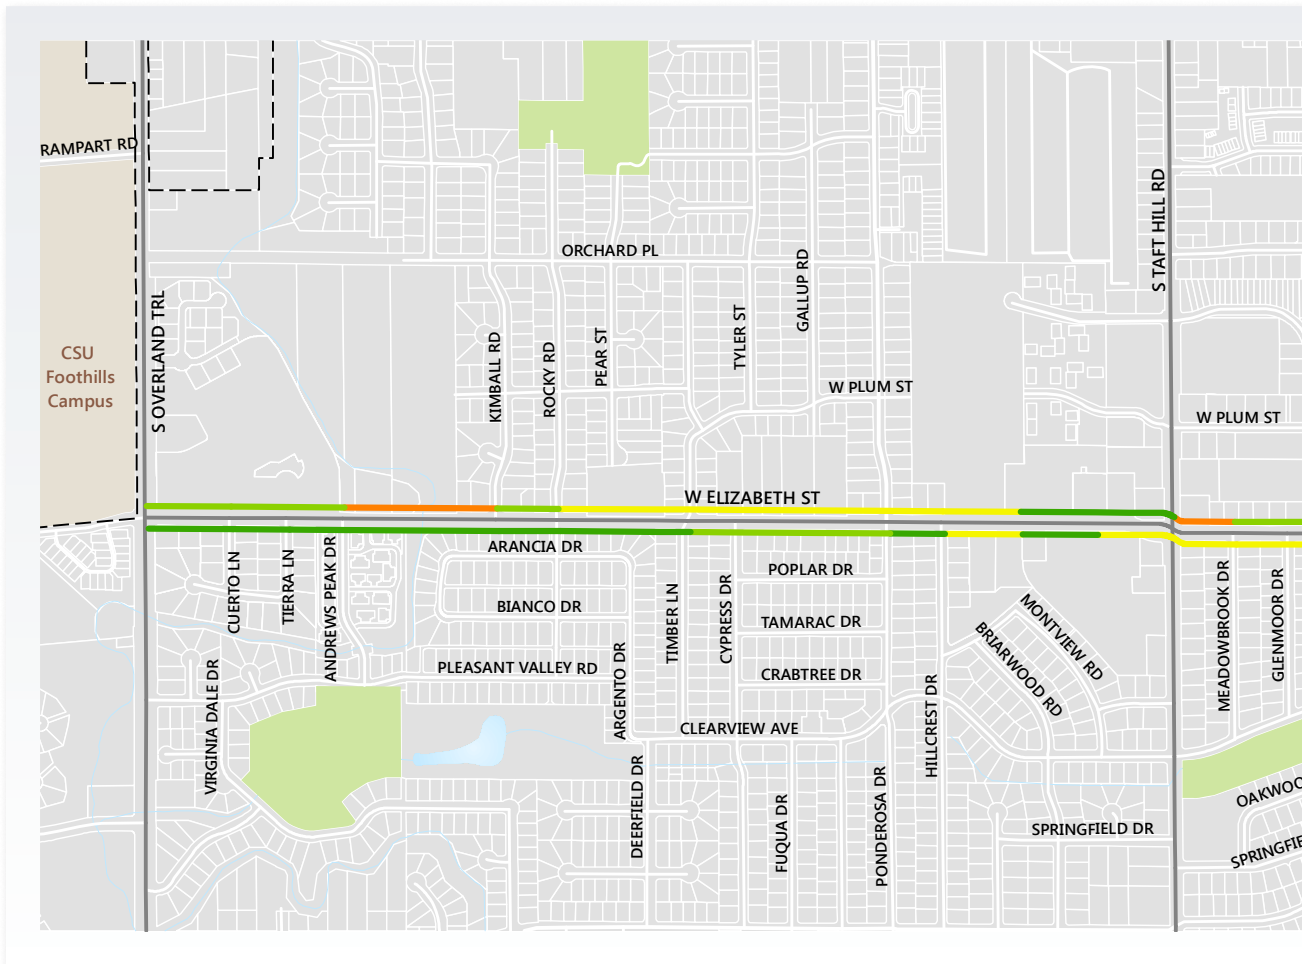 RAMPART RD
S TAFT HILL RD
ORCHARD PL
GALLUP RD
S OVERLAND TRL
TYLER ST
PEAR ST
KIMBALL RD
ROCKY RD
CSU
Foothills
Campus
W PLUM ST
W PLUM ST
W ELIZABETH ST
ARANCIA DR
CUERTO LN
TIERRA LN
ANDREWS PEAK DR
POPLAR DR
BIANCO DR
TIMBER LN
CYPRESS DR
TAMARAC DR
MONTVIEW RD
BRIARWOOD RD
MEADOWBROOK DR
GLENMOOR DR
PLEASANT VALLEY RD
CRABTREE DR
ARGENTO DR
VIRGINIA DALE DR
CLEARVIEW AVE
HILLCREST DR
DEERFIELD DR
FUQUA DR
PONDEROSA DR
OAKWOO
SPRINGFIELD DR
SPRINGFIE